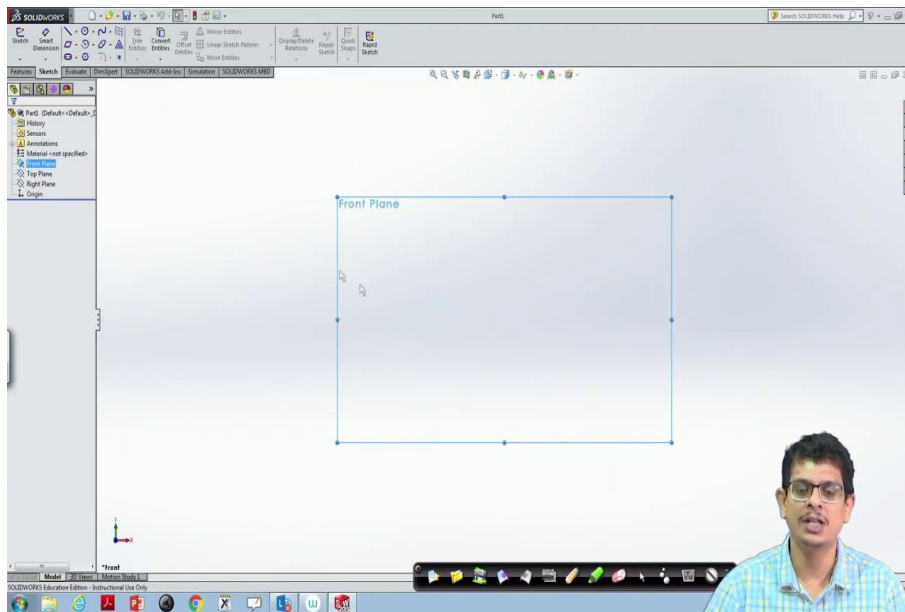 SOLIDWORKS
Part1
Search SOLIDWORKS Help
Sketch
Smart Dimension
Trim Entities
Convert Entities
Offset Entities
Mirror Entities
Linear Sketch Pattern
Move Entities
Display/Delete Relations
Repair Sketch
Quick Snaps
Rapid Sketch
Features Sketch Evaluate DimXpert SOLIDWORKS Add-Ins Simulation SOLIDWORKS MBD
Part1 (Default<<Default>_D
History
Sensors
Annotations
Material <not specified>
Front Plane
Top Plane
Right Plane
Origin
Front Plane
Y
X
*Front
Model 3D Views Motion Study 1
SOLIDWORKS Education Edition - Instructional Use Only